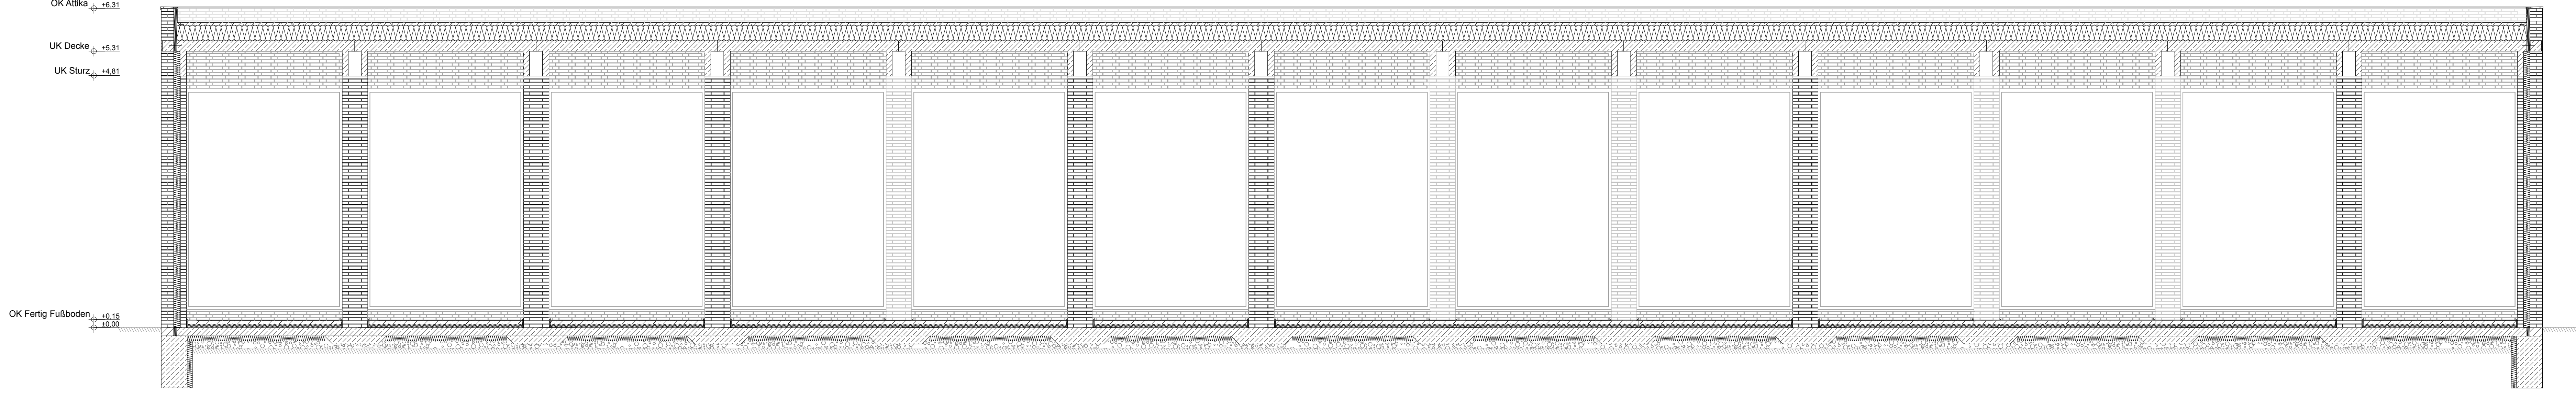 OK Attika +6,31
UK Decke +5,31
UK Sturz +4,81
OK Fertig Fußboden +0,15
±0,00